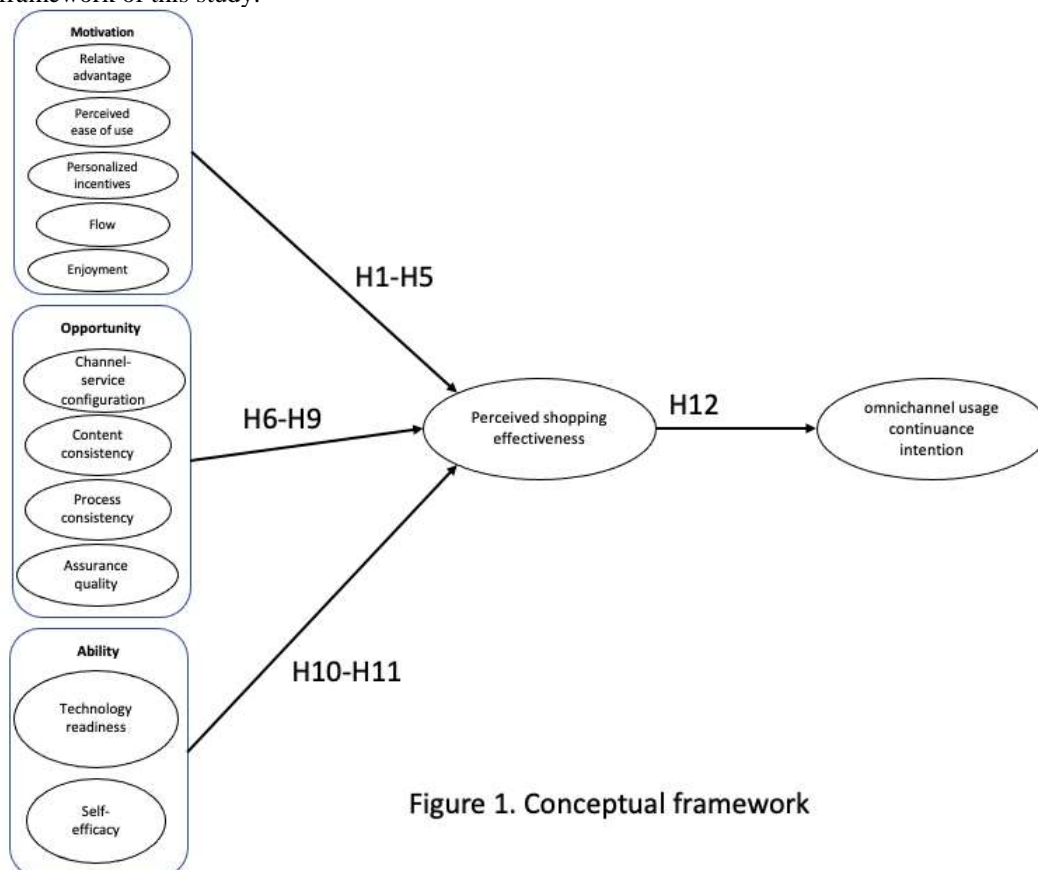 framework of this study.
Motivation
Relative
advantage
Perceived
ease of use
Personalized
incentives
Flow
Enjoyment
H1-H5
Opportunity
Channel-
service
configuration
Content
consistency
Process
consistency
Assurance
quality
H6-H9
Perceived shopping
effectiveness
H12
omnichannel usage
continuance
intention
Ability
Technology
readiness
Self-
efficacy
H10-H11
Figure 1. Conceptual framework